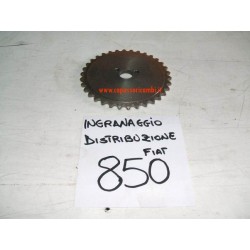 INGRANAGGIO
DISTRIBUZIONE
FIAT
850